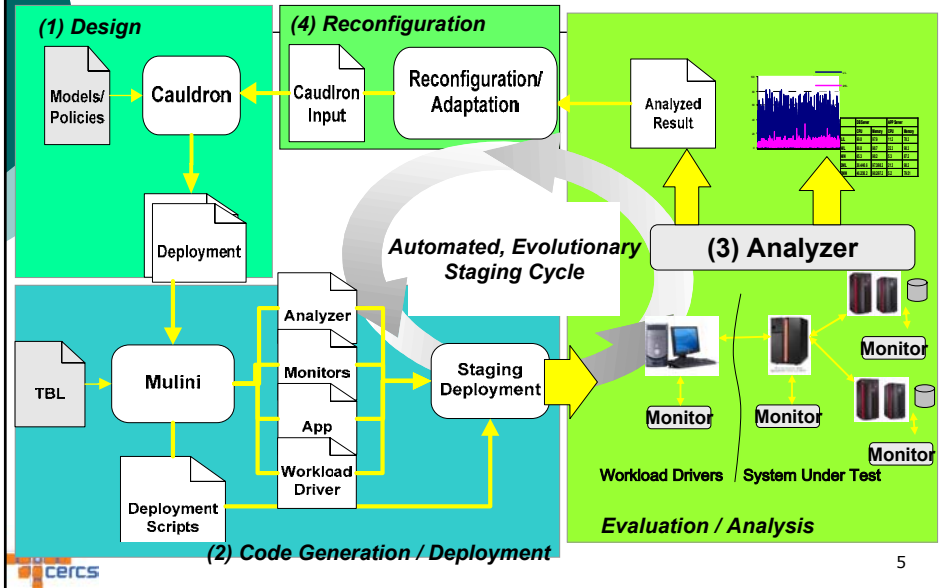 (1) Design
(4) Reconfiguration
Models/
Policies
Cauldron
Caudlron
Input
Reconfiguration/
Adaptation
Analyzed
Result
Deployment
Automated, Evolutionary
Staging Cycle
(3) Analyzer
TBL
Mulini
Analyzer
Monitors
App
Workload
Driver
Staging
Deployment
Deployment
Scripts
Monitor
Monitor
Monitor
Monitor
Workload Drivers
System Under Test
Evaluation / Analysis
(2) Code Generation / Deployment
cercs
5